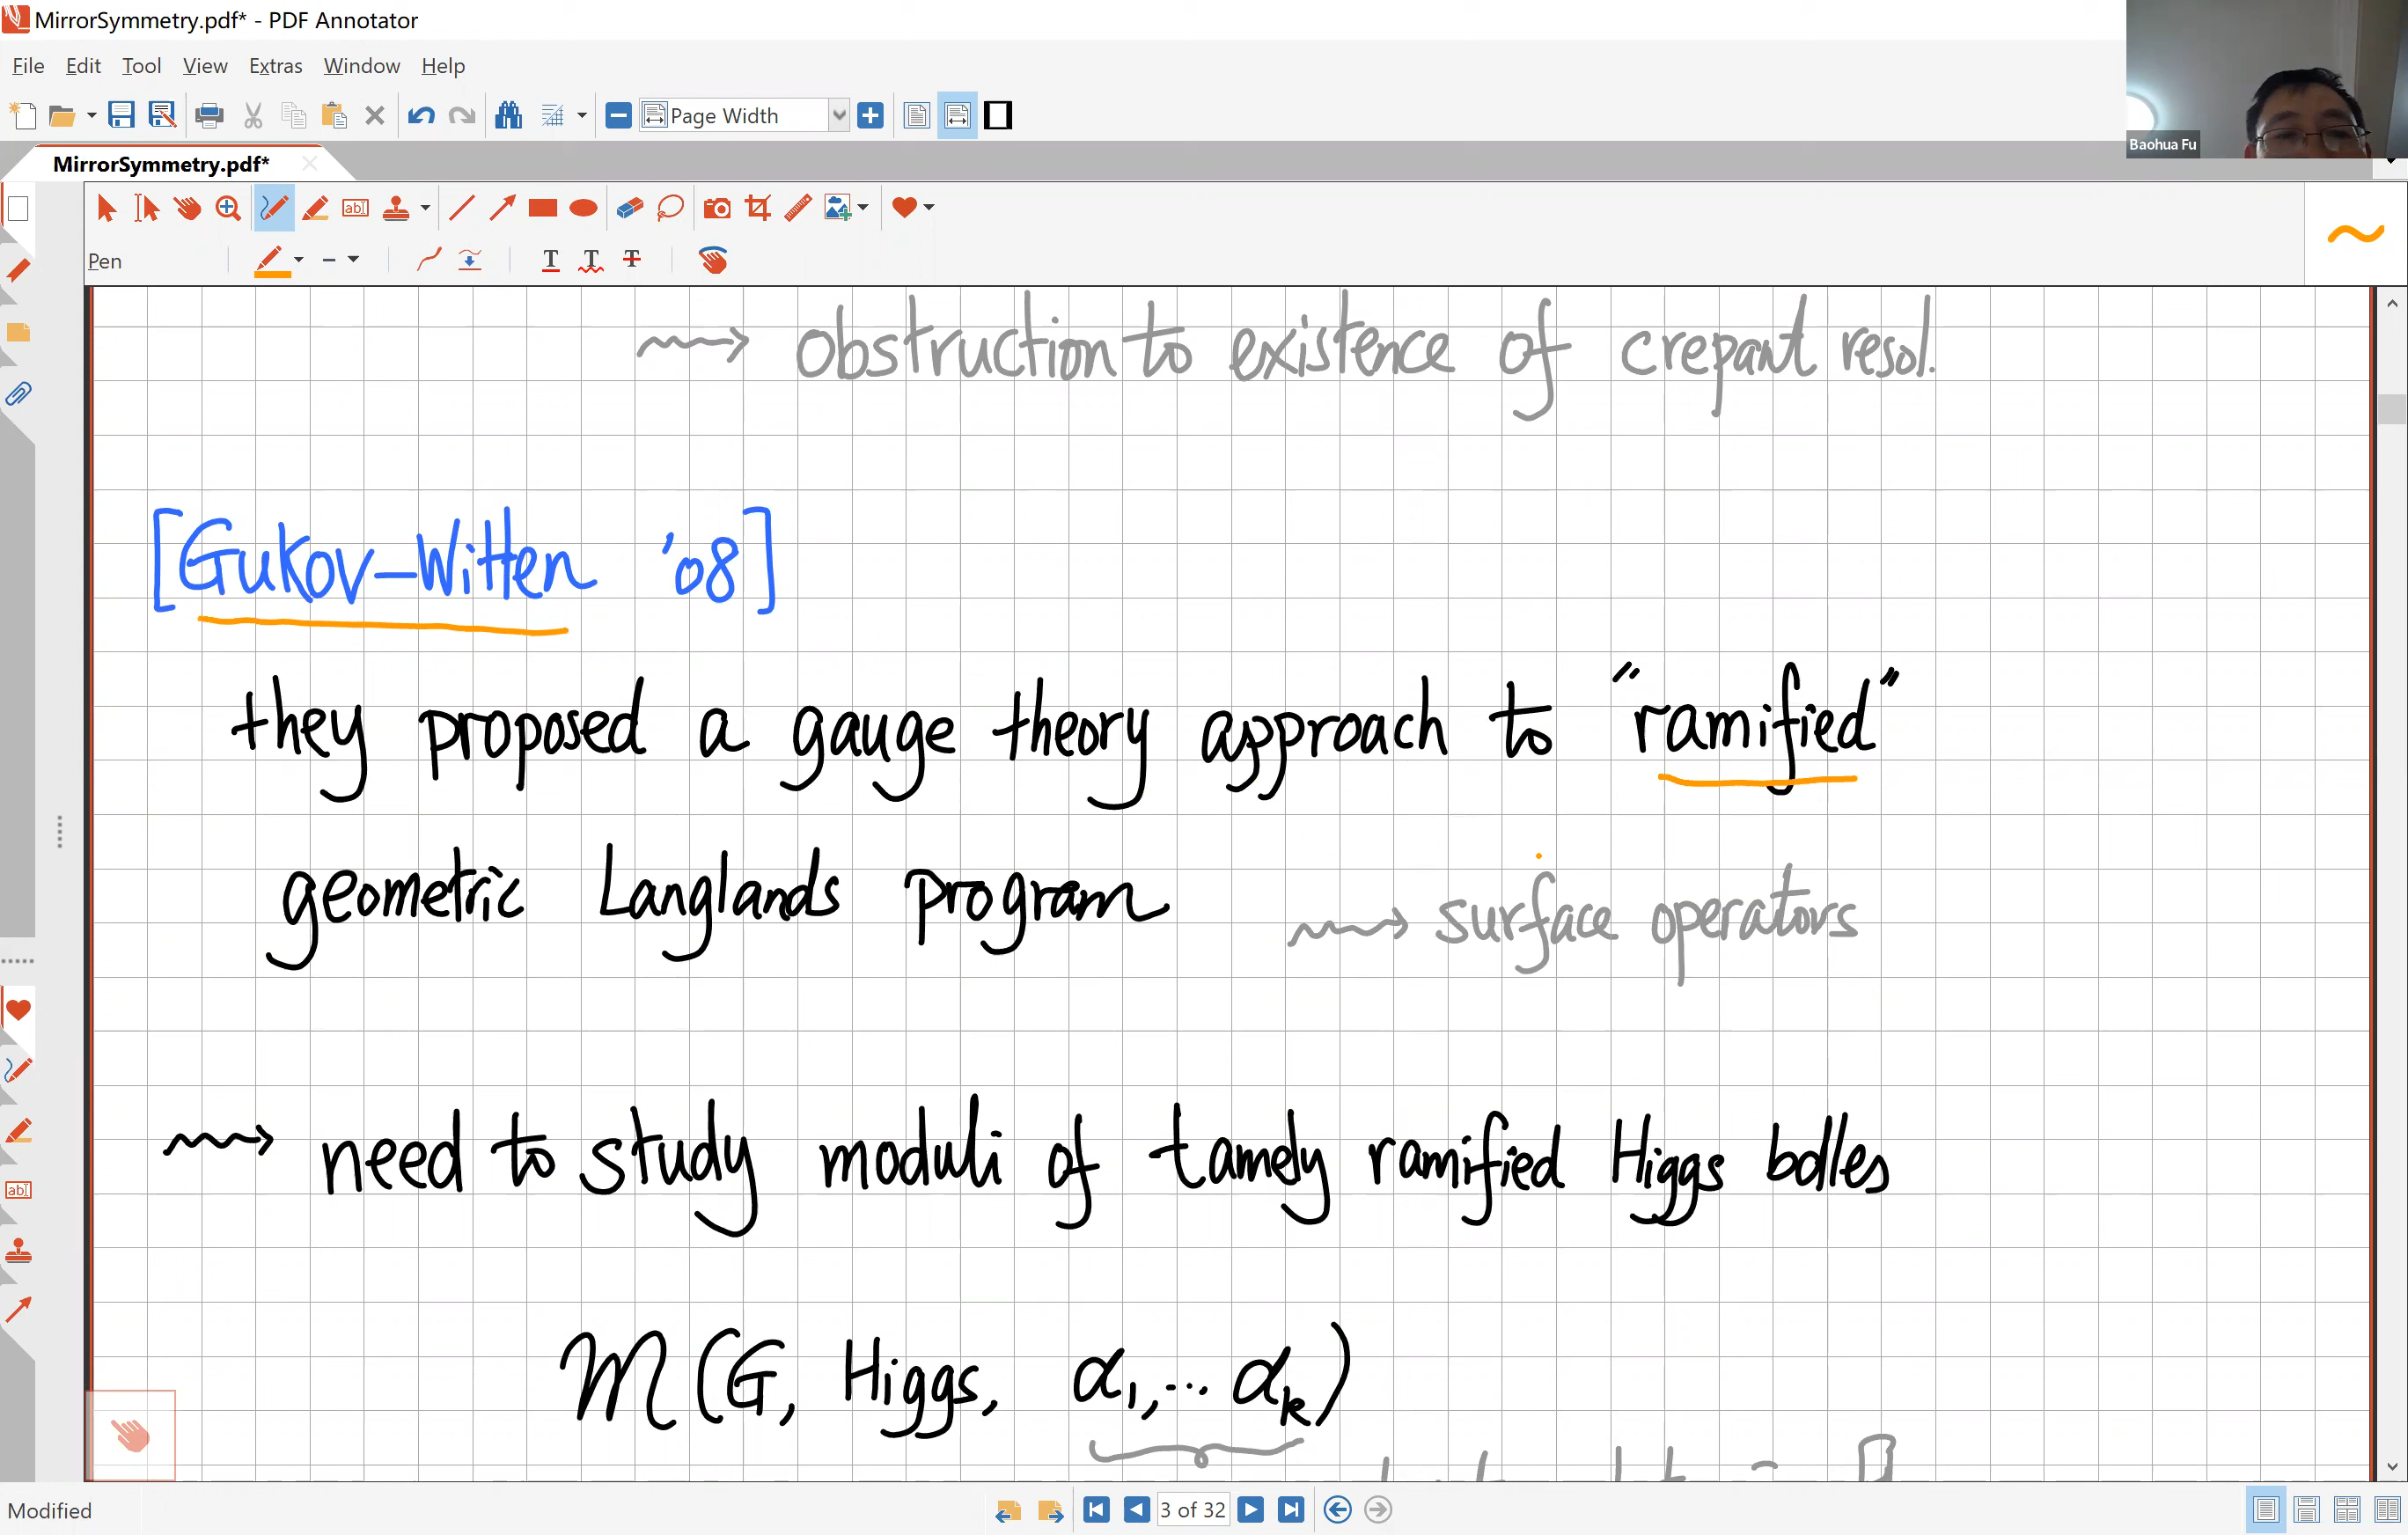 MirrorSymmetry.pdf* - PDF Annotator
File Edit Tool View Extras Window Help
Page Width
Baohua Fu
MirrorSymmetry.pdf*
Pen
⇝ obstruction to existence of crepant resol.
[Gukov–Witten '08]
they proposed a gauge theory approach to "ramified"
geometric Langlands program ⇝ surface operators
⇝ need to study moduli of tamely ramified Higgs bdles
M(G, Higgs, α₁,... αₖ)
Modified
3 of 32